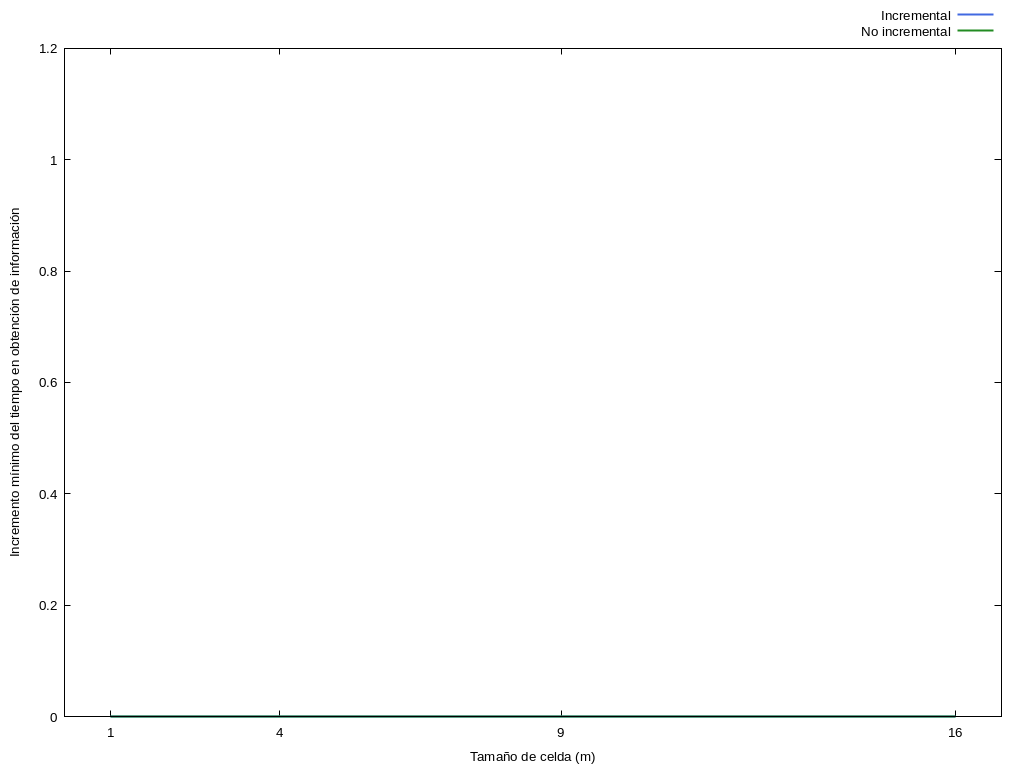 Incremental
No incremental
1.2
1
0.8
0.6
0.4
0.2
0
Incremento mínimo del tiempo en obtención de información
1 4 9 16
Tamaño de celda (m)